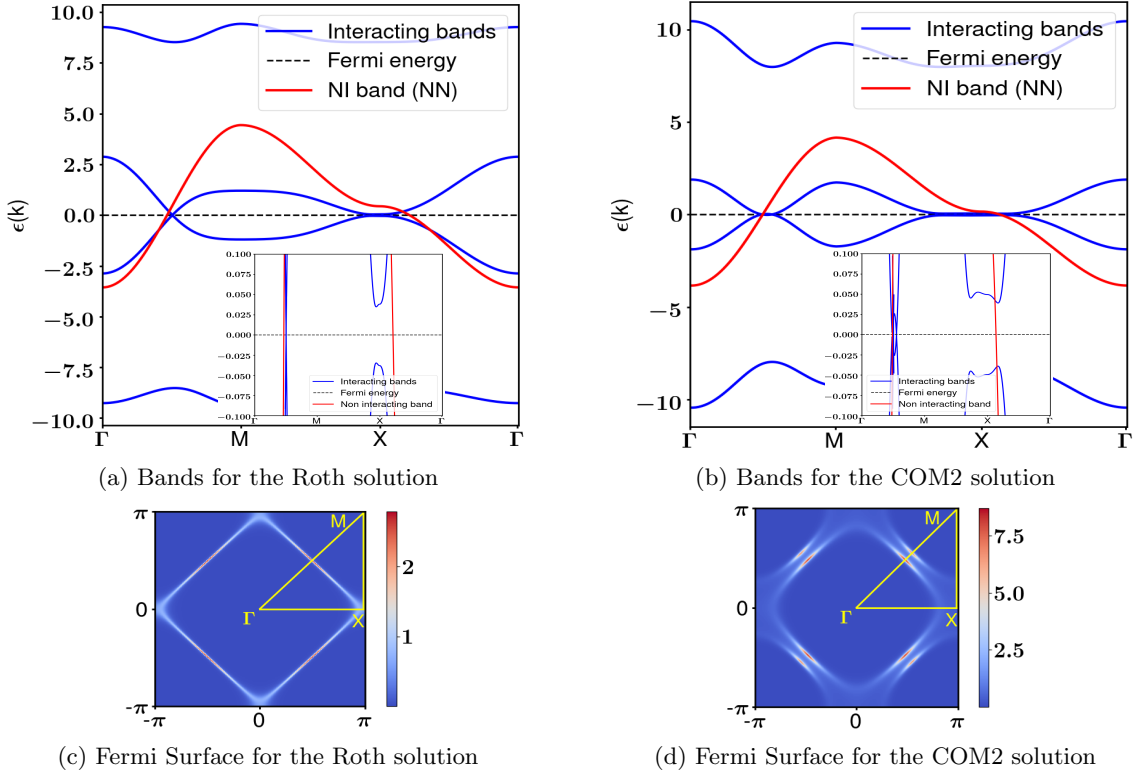 10.0
7.5
5.0
2.5
0.0
−2.5
−5.0
−7.5
−10.0
ϵ(k)
Interacting bands
Fermi energy
NI band (NN)
0.100
0.075
0.050
0.025
0.000
−0.025
−0.050
−0.075
−0.100
Interacting bands
Fermi energy
Non interacting band
Γ M X Γ
Γ M X Γ
(a) Bands for the Roth solution
10
5
0
−5
−10
ϵ(k)
Interacting bands
Fermi energy
NI band (NN)
0.100
0.075
0.050
0.025
0.000
−0.025
−0.050
−0.075
−0.100
Interacting bands
Fermi energy
Non interacting band
Γ M X Γ
Γ M X Γ
(b) Bands for the COM2 solution
π
0
-π
M
Γ
X
-π 0 π
2
1
(c) Fermi Surface for the Roth solution
π
0
-π
M
Γ
X
-π 0 π
7.5
5.0
2.5
(d) Fermi Surface for the COM2 solution